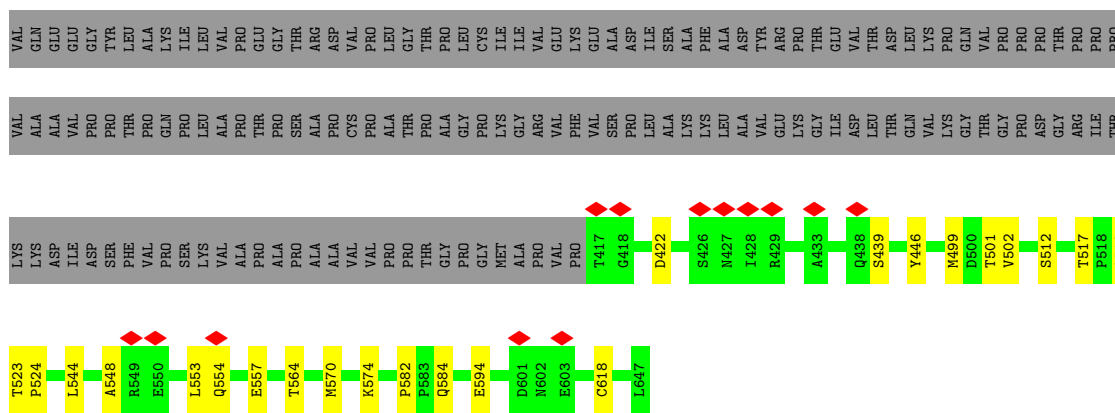 VAL GLN GLU GLU GLY TYR LEU ALA LYS ILE LEU VAL PRO GLU GLY THR ARG ASP VAL PRO LEU GLY THR PRO LEU CYS ILE ILE VAL GLU LYS GLU ALA ASP ILE SER ALA PHE ALA ASP TYR ARG PRO THR GLU VAL THR ASP LEU LYS PRO GLN VAL PRO PRO PRO THR PRO PRO PRO
VAL ALA ALA VAL PRO PRO THR PRO GLN PRO LEU ALA PRO THR PRO SER ALA PRO CYS PRO ALA THR PRO ALA GLY PRO LYS GLY ARG VAL PHE VAL SER PRO LEU ALA LYS LYS LEU ALA VAL GLU LYS GLY ILE ASP LEU THR GLN VAL LYS GLY THR GLY PRO ASP GLY ARG ILE THR
LYS LYS ASP ILE ASP SER PHE VAL PRO SER LYS VAL ALA PRO ALA PRO ALA ALA VAL VAL PRO PRO THR GLY PRO GLY MET ALA PRO VAL PRO T417 G418 D422 S426 N427 I428 R429 A433 Q438 S439 Y446 M499 D500 T501 V502 S512 T517 P518
T523 P524 L544 A548 R549 E550 L553 Q554 E557 T564 M570 K574 P582 P583 Q584 E594 D601 N602 E603 C618 L647